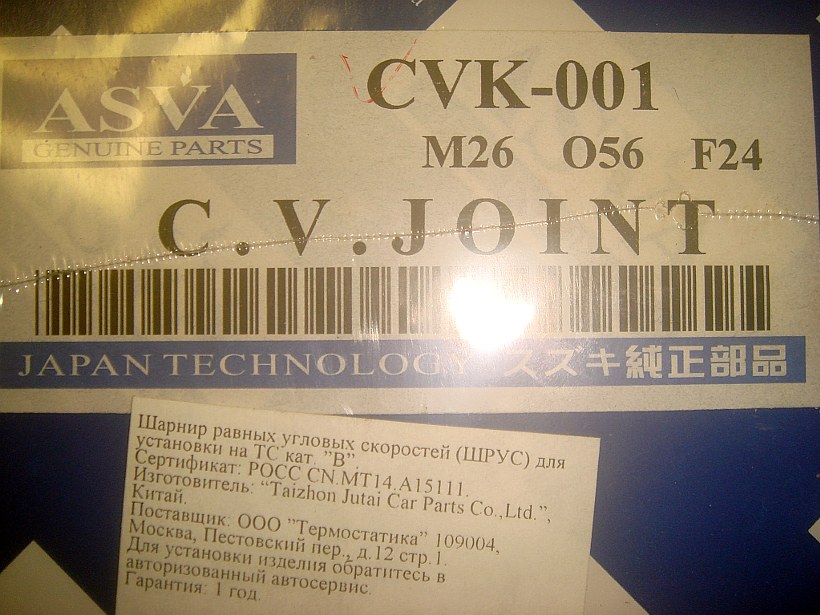 ASVA
GENUINE PARTS
CVK-001
M26 O56 F24
C.V.JOINT
JAPAN TECHNOLOGY スズキ純正部品
Шарнир равных угловых скоростей (ШРУС) для
установки на ТС кат. "В".
Сертификат: РОСС CN.МТ14.А15111.
Изготовитель: "Taizhon Jutai Car Parts Co.,Ltd.",
Китай.
Поставщик: ООО "Термостатика" 109004,
Москва, Пестовский пер., д.12 стр.1.
Для установки изделия обратитесь в
авторизованный автосервис.
Гарантия: 1 год.